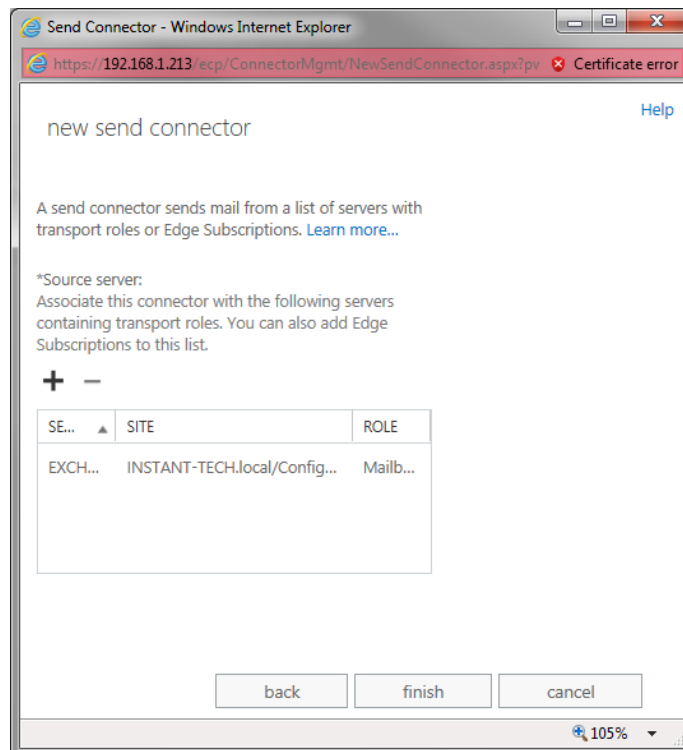 Send Connector - Windows Internet Explorer
https://192.168.1.213/ecp/ConnectorMgmt/NewSendConnector.aspx?pv Certificate error
Help
new send connector
A send connector sends mail from a list of servers with
transport roles or Edge Subscriptions. Learn more...
*Source server:
Associate this connector with the following servers
containing transport roles. You can also add Edge
Subscriptions to this list.
SE... SITE ROLE
EXCH... INSTANT-TECH.local/Config... Mailb...
back finish cancel
105%